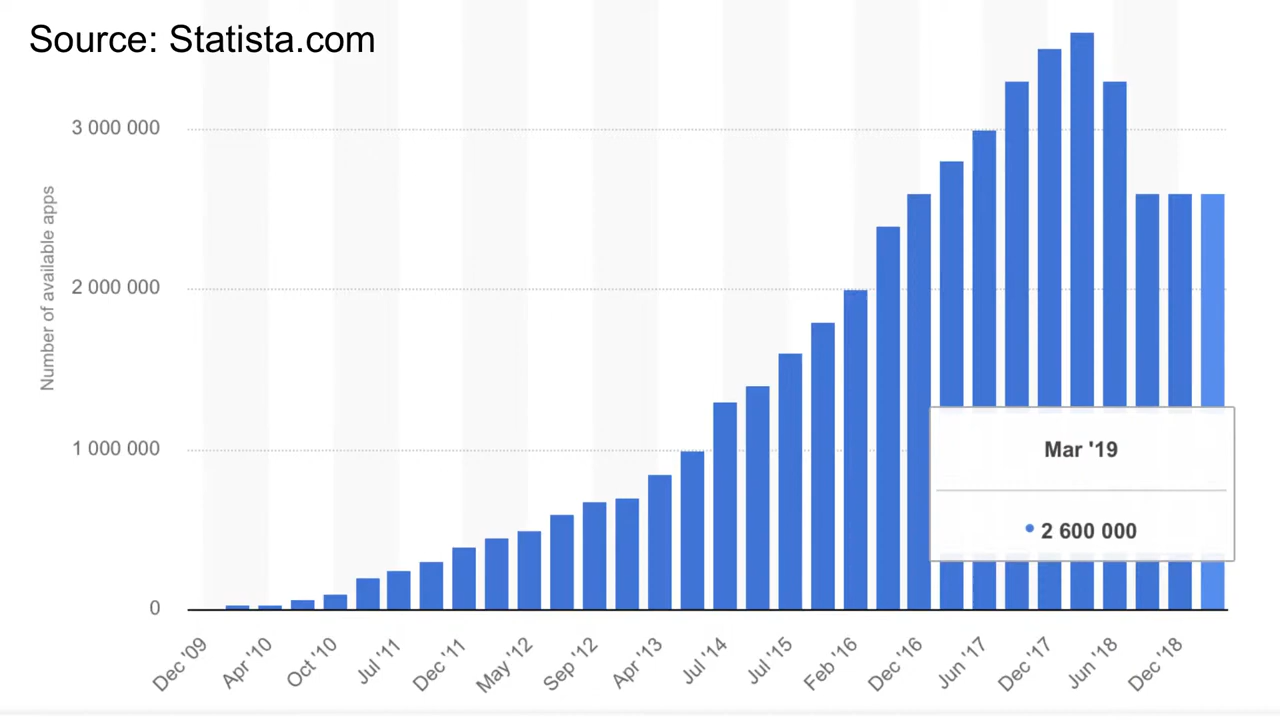 Source: Statista.com
Number of available apps
3 000 000
2 000 000
1 000 000
0
Mar '19
2 600 000
Dec '09
Apr '10
Oct '10
Jul '11
Dec '11
May '12
Sep '12
Apr '13
Jul '14
Jul '15
Feb '16
Dec '16
Jun '17
Dec '17
Jun '18
Dec '18